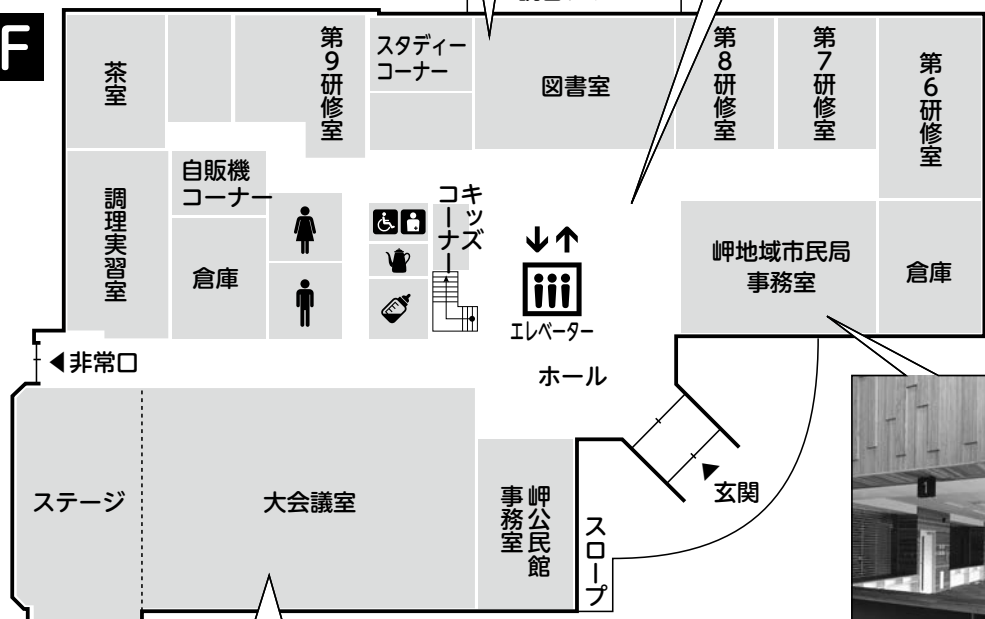 F
茶室
第9研修室
スタディー
コーナー
図書室
第8研修室
第7研修室
第6研修室
調理実習室
自販機
コーナー
倉庫
キッズ
コーナー
エレベーター
岬地域市民局
事務室
倉庫
非常口
ホール
ステージ
大会議室
岬公民館
事務室
スロープ
玄関
1